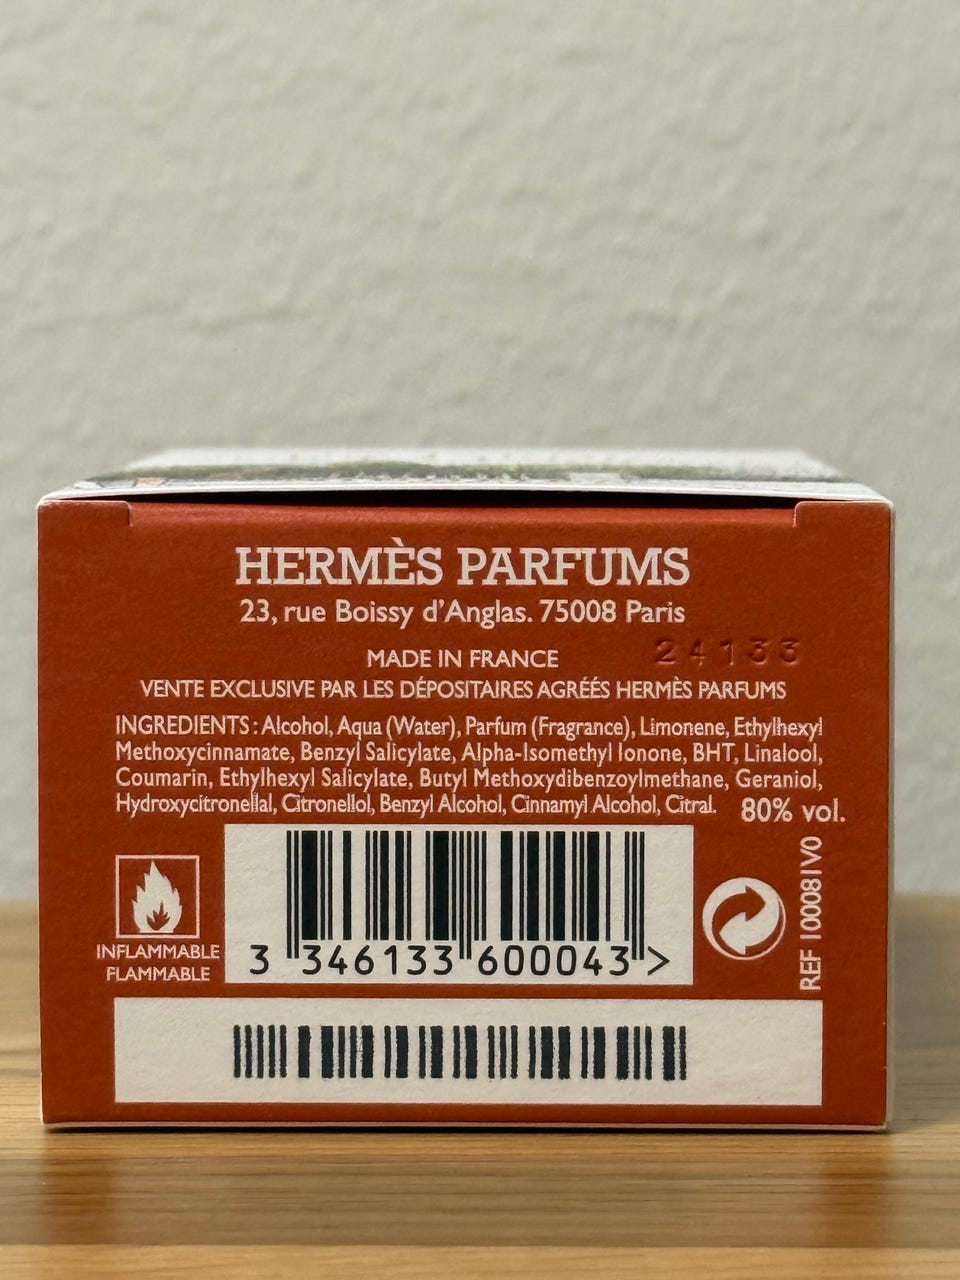 HERMÈS PARFUMS
23, rue Boissy d'Anglas. 75008 Paris
24133
MADE IN FRANCE
VENTE EXCLUSIVE PAR LES DÉPOSITAIRES AGRÉÉS HERMÈS PARFUMS
INGREDIENTS : Alcohol, Aqua (Water), Parfum (Fragrance), Limonene, Ethylhexyl
Methoxycinnamate, Benzyl Salicylate, Alpha-Isomethyl Ionone, BHT, Linalool,
Coumarin, Ethylhexyl Salicylate, Butyl Methoxydibenzoylmethane, Geraniol,
Hydroxycitronellal, Citronellol, Benzyl Alcohol, Cinnamyl Alcohol, Citral. 80% vol.
INFLAMMABLE
FLAMMABLE
3 346133 600043 >
REF 10008IV0